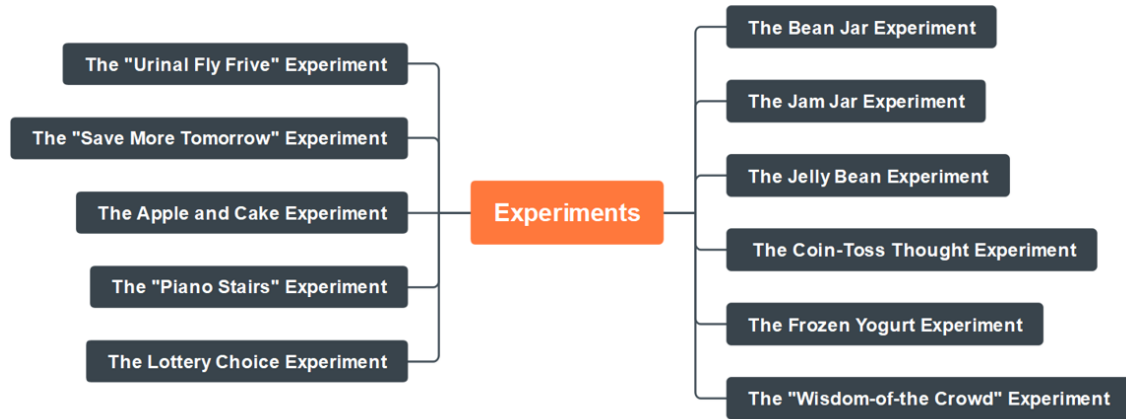 The "Urinal Fly Frive" Experiment
The "Save More Tomorrow" Experiment
The Apple and Cake Experiment
The "Piano Stairs" Experiment
The Lottery Choice Experiment
Experiments
The Bean Jar Experiment
The Jam Jar Experiment
The Jelly Bean Experiment
The Coin-Toss Thought Experiment
The Frozen Yogurt Experiment
The "Wisdom-of-the Crowd" Experiment